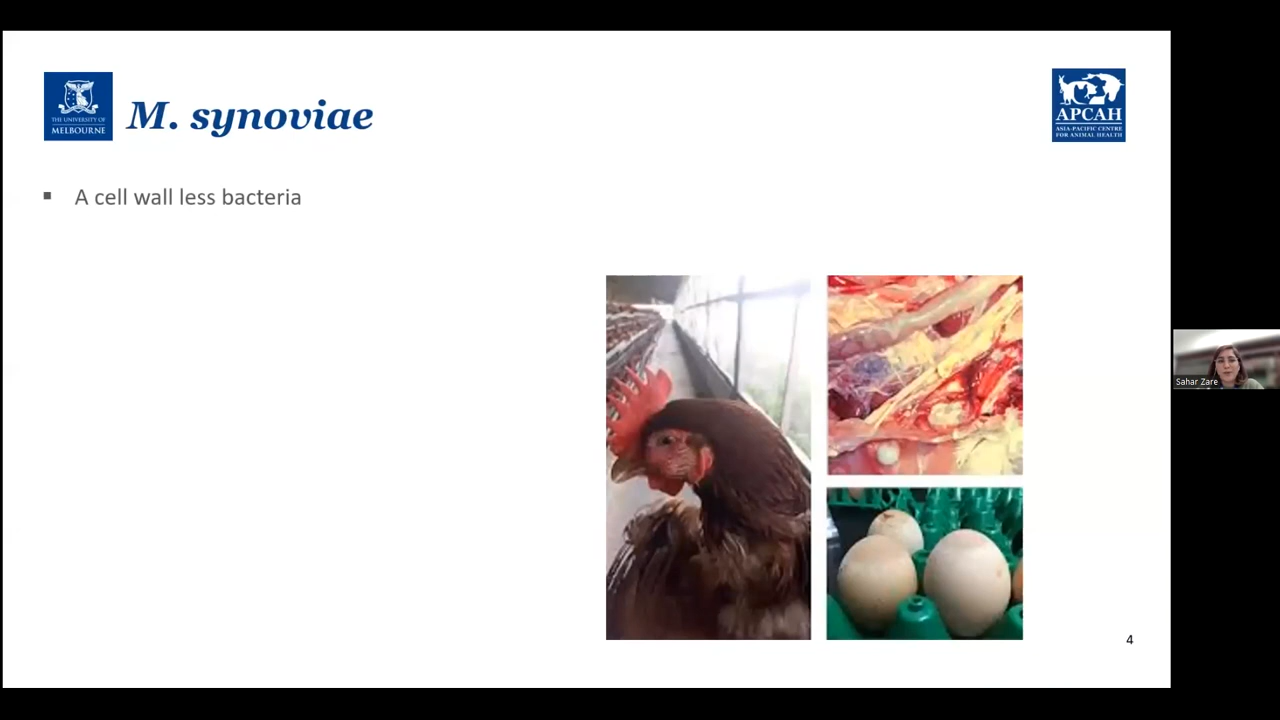 THE UNIVERSITY OF
MELBOURNE
M. synoviae
APCAH
ASIA-PACIFIC CENTRE
FOR ANIMAL HEALTH
▪ A cell wall less bacteria
Sahar Zare
4